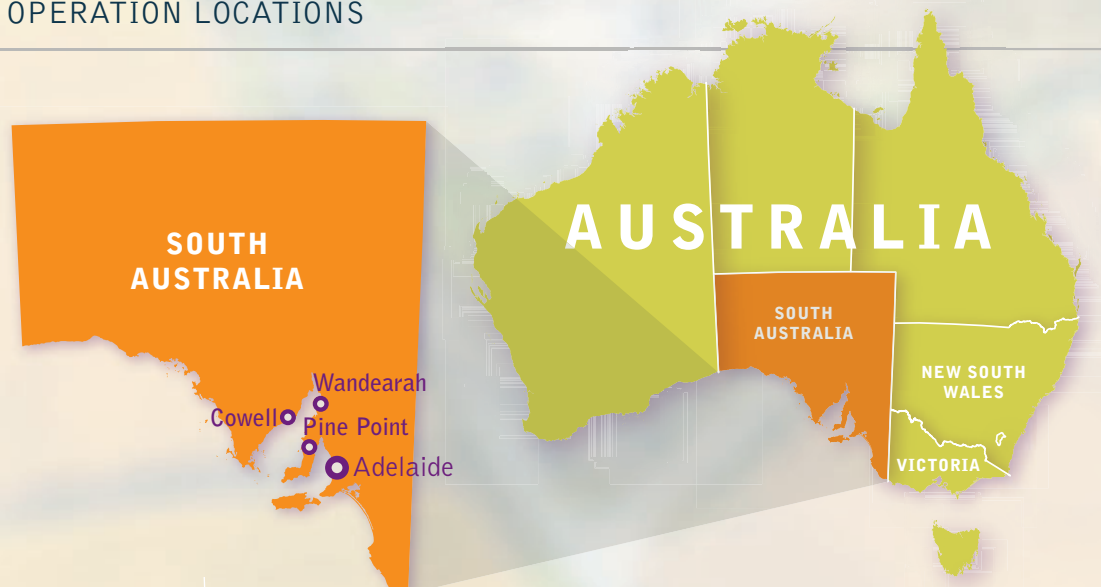 OPERATION LOCATIONS
SOUTH
AUSTRALIA
Wandearah
Cowell
Pine Point
Adelaide
AUSTRALIA
SOUTH
AUSTRALIA
NEW SOUTH
WALES
VICTORIA